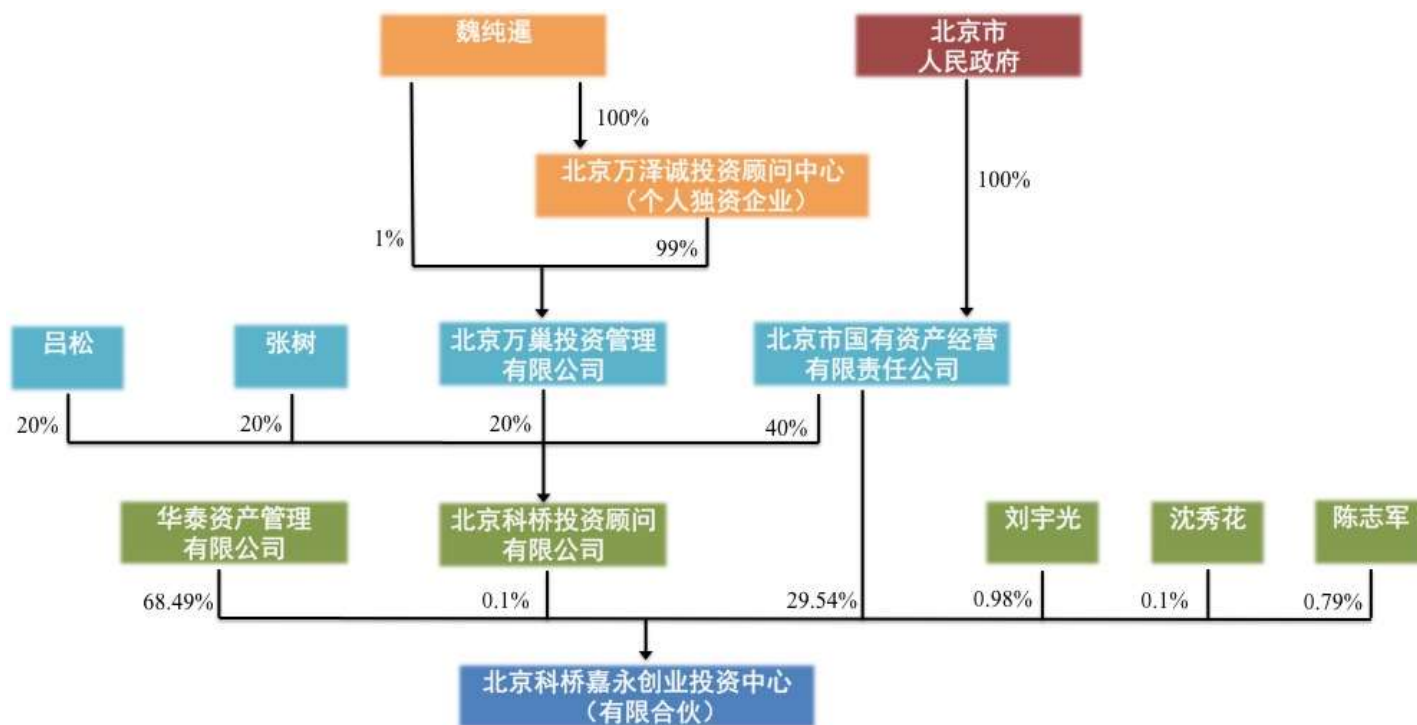 魏纯暹
北京市
人民政府
100%
北京万泽诚投资顾问中心
（个人独资企业）
100%
1%
99%
吕松
张树
北京万巢投资管理
有限公司
北京市国有资产经营
有限责任公司
20%
20%
20%
40%
华泰资产管理
有限公司
北京科桥投资顾问
有限公司
刘宇光
沈秀花
陈志军
68.49%
0.1%
29.54%
0.98%
0.1%
0.79%
北京科桥嘉永创业投资中心
（有限合伙）